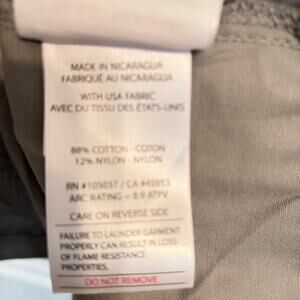 MADE IN NICARAGUA
FABRIQUÉ AU NICARAGUA
WITH USA FABRIC
AVEC DU TISSU DES ÉTATS-UNIS
88% COTTON - COTON
12% NYLON - NYLON
RN #105037 / CA #45953
ARC RATING = 8.9 ATPV
CARE ON REVERSE SIDE
FAILURE TO LAUNDER GARMENT
PROPERLY CAN RESULT IN LOSS
OF FLAME RESISTANCE
PROPERTIES.
DO NOT REMOVE